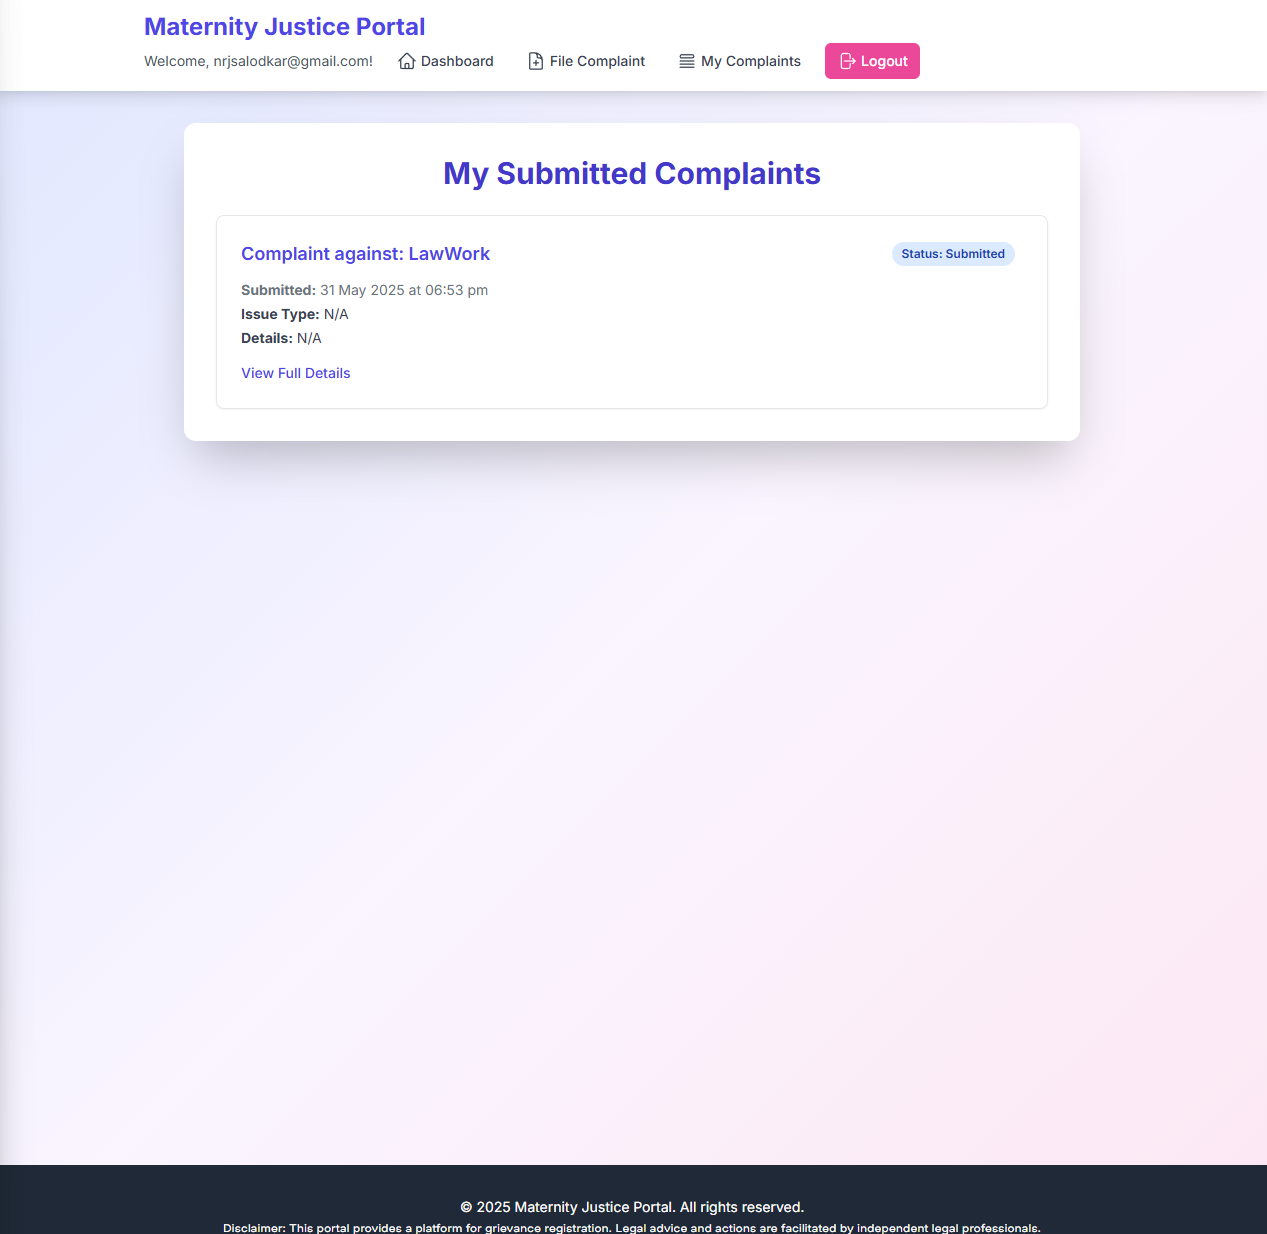 Maternity Justice Portal
Welcome, nrjsalodkar@gmail.com! Dashboard File Complaint My Complaints Logout
My Submitted Complaints
Complaint against: LawWork Status: Submitted
Submitted: 31 May 2025 at 06:53 pm
Issue Type: N/A
Details: N/A
View Full Details
© 2025 Maternity Justice Portal. All rights reserved.
Disclaimer: This portal provides a platform for grievance registration. Legal advice and actions are facilitated by independent legal professionals.